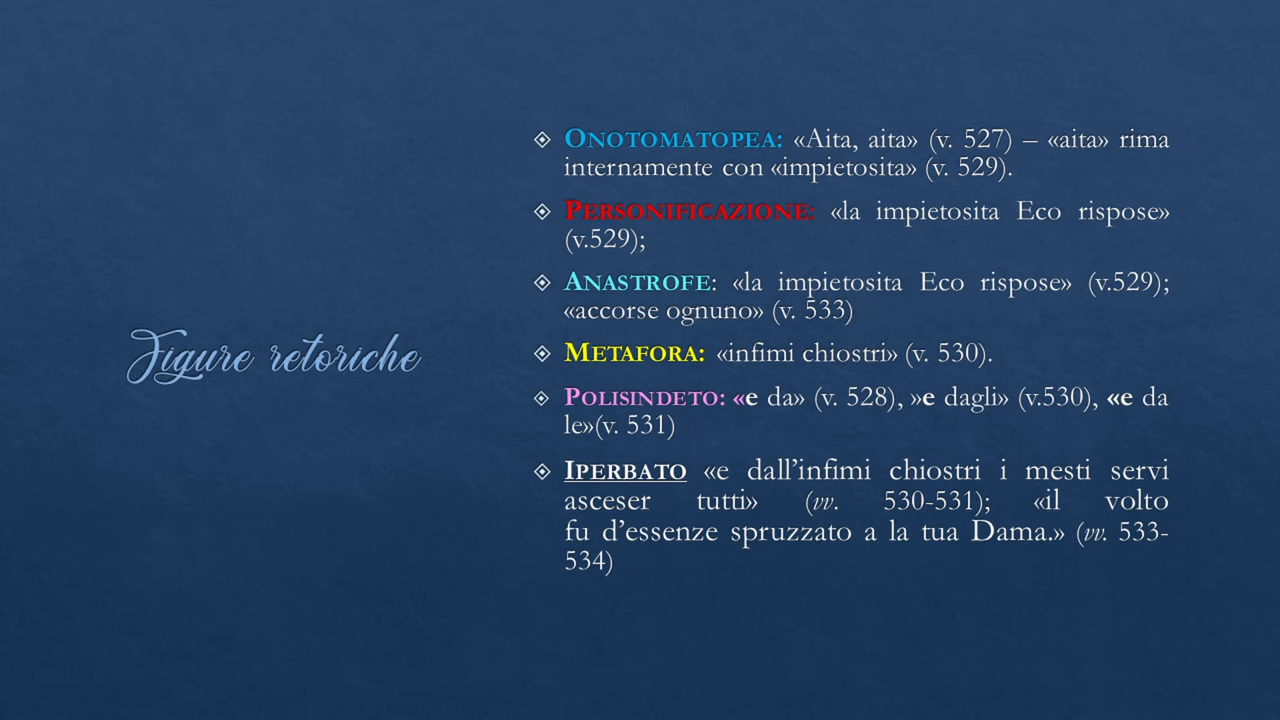 Figure retoriche
ONOTOMATOPEA: «Aita, aita» (v. 527) – «aita» rima
internamente con «impietosita» (v. 529).
PERSONIFICAZIONE: «la impietosita Eco rispose»
(v.529);
ANASTROFE: «la impietosita Eco rispose» (v.529);
«accorse ognuno» (v. 533)
METAFORA: «infimi chiostri» (v. 530).
POLISINDETO: «e da» (v. 528), »e dagli» (v.530), «e da
le»(v. 531)
IPERBATO «e dall’infimi chiostri i mesti servi
asceser tutti» (vv. 530-531); «il volto
fu d’essenze spruzzato a la tua Dama.» (vv. 533-
534)